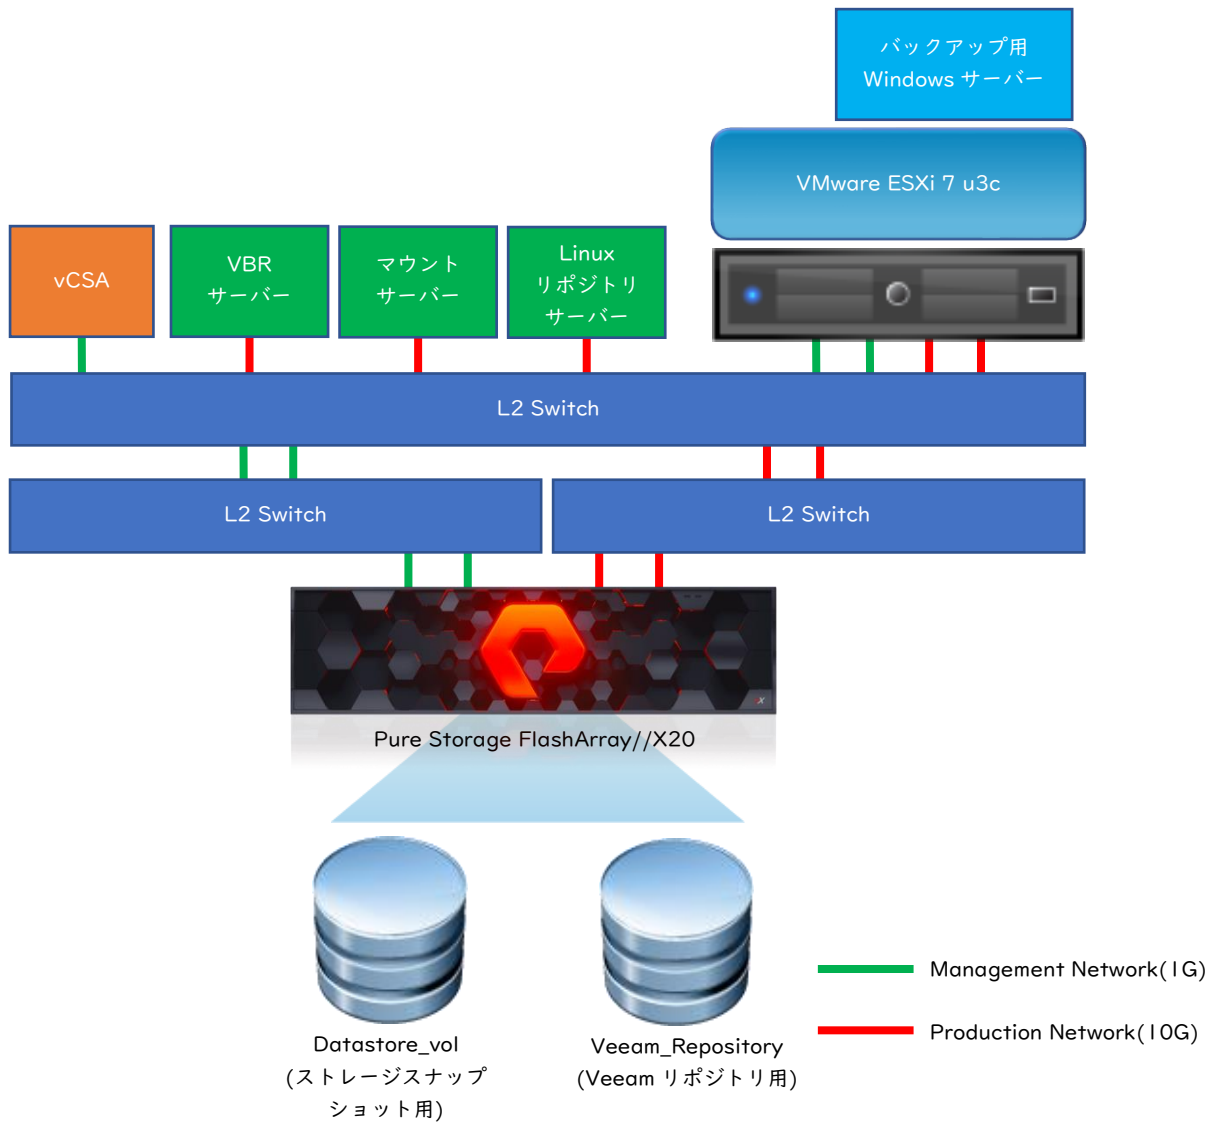 バックアップ用
Windows サーバー
VMware ESXi 7 u3c
vCSA
VBR
サーバー
マウント
サーバー
Linux
リポジトリ
サーバー
L2 Switch
L2 Switch
L2 Switch
Pure Storage FlashArray//X20
Datastore_vol
(ストレージスナップ
ショット用)
Veeam_Repository
(Veeam リポジトリ用)
Management Network(1G)
Production Network(10G)